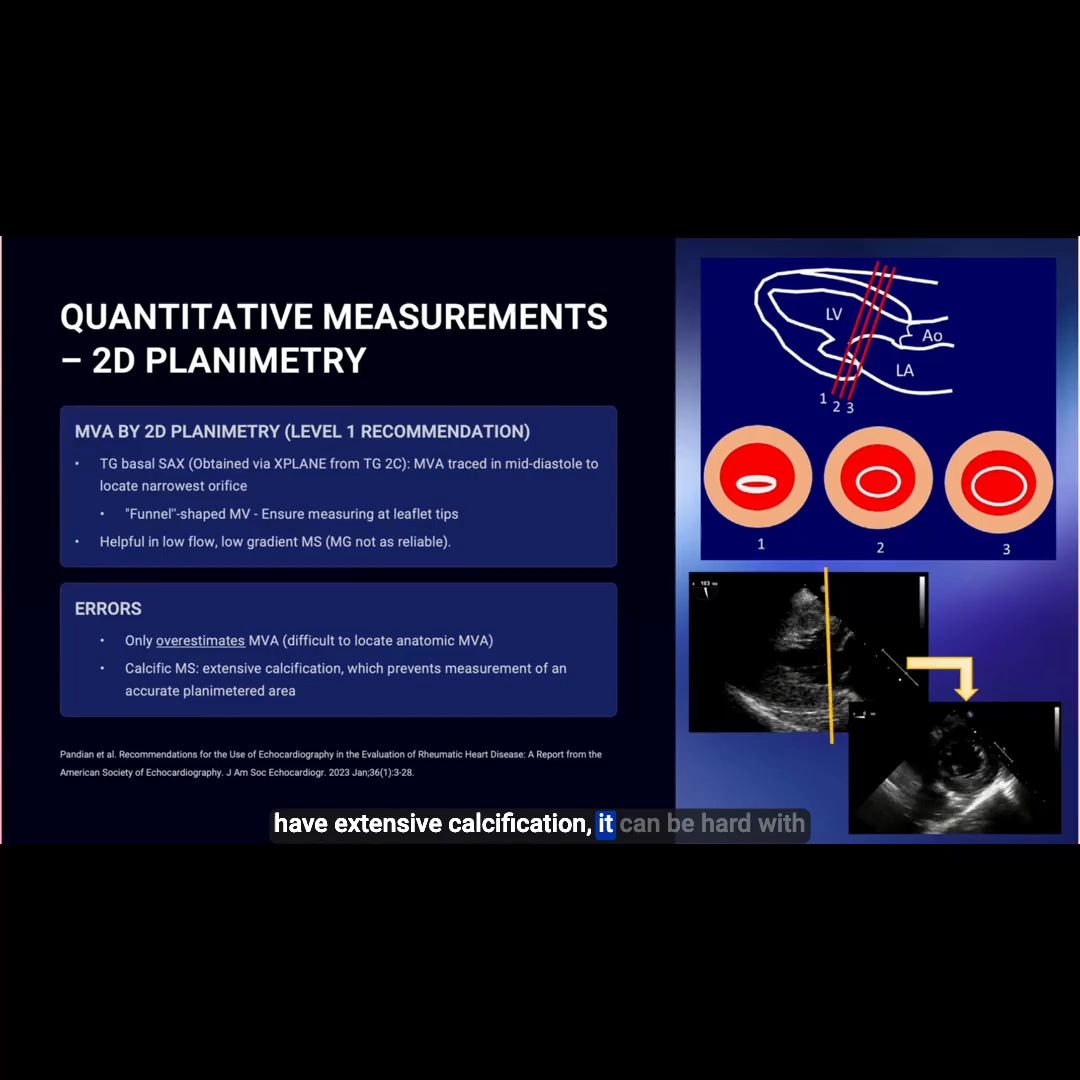 QUANTITATIVE MEASUREMENTS
– 2D PLANIMETRY
MVA BY 2D PLANIMETRY (LEVEL 1 RECOMMENDATION)
• TG basal SAX (Obtained via XPLANE from TG 2C): MVA traced in mid-diastole to
locate narrowest orifice
• "Funnel"-shaped MV - Ensure measuring at leaflet tips
• Helpful in low flow, low gradient MS (MG not as reliable).
ERRORS
• Only overestimates MVA (difficult to locate anatomic MVA)
• Calcific MS: extensive calcification, which prevents measurement of an
accurate planimetered area
Pandian et al. Recommendations for the Use of Echocardiography in the Evaluation of Rheumatic Heart Disease: A Report from the
American Society of Echocardiography. J Am Soc Echocardiogr. 2023 Jan;36(1):3-28.
LV
Ao
LA
1 2 3
1 2 3
103
0
have extensive calcification, it can be hard with